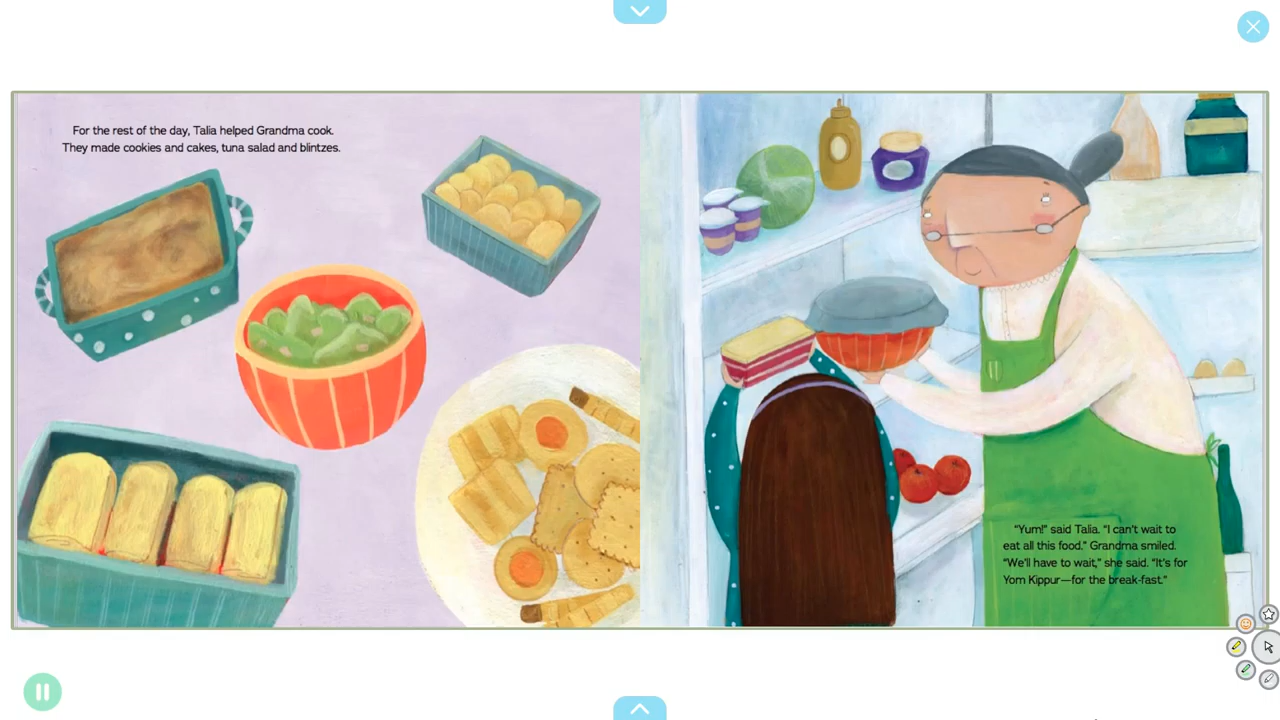 For the rest of the day, Talia helped Grandma cook.
They made cookies and cakes, tuna salad and blintzes.
“Yum!” said Talia. “I can’t wait to
eat all this food.” Grandma smiled.
“We’ll have to wait,” she said. “It’s for
Yom Kippur—for the break-fast.”